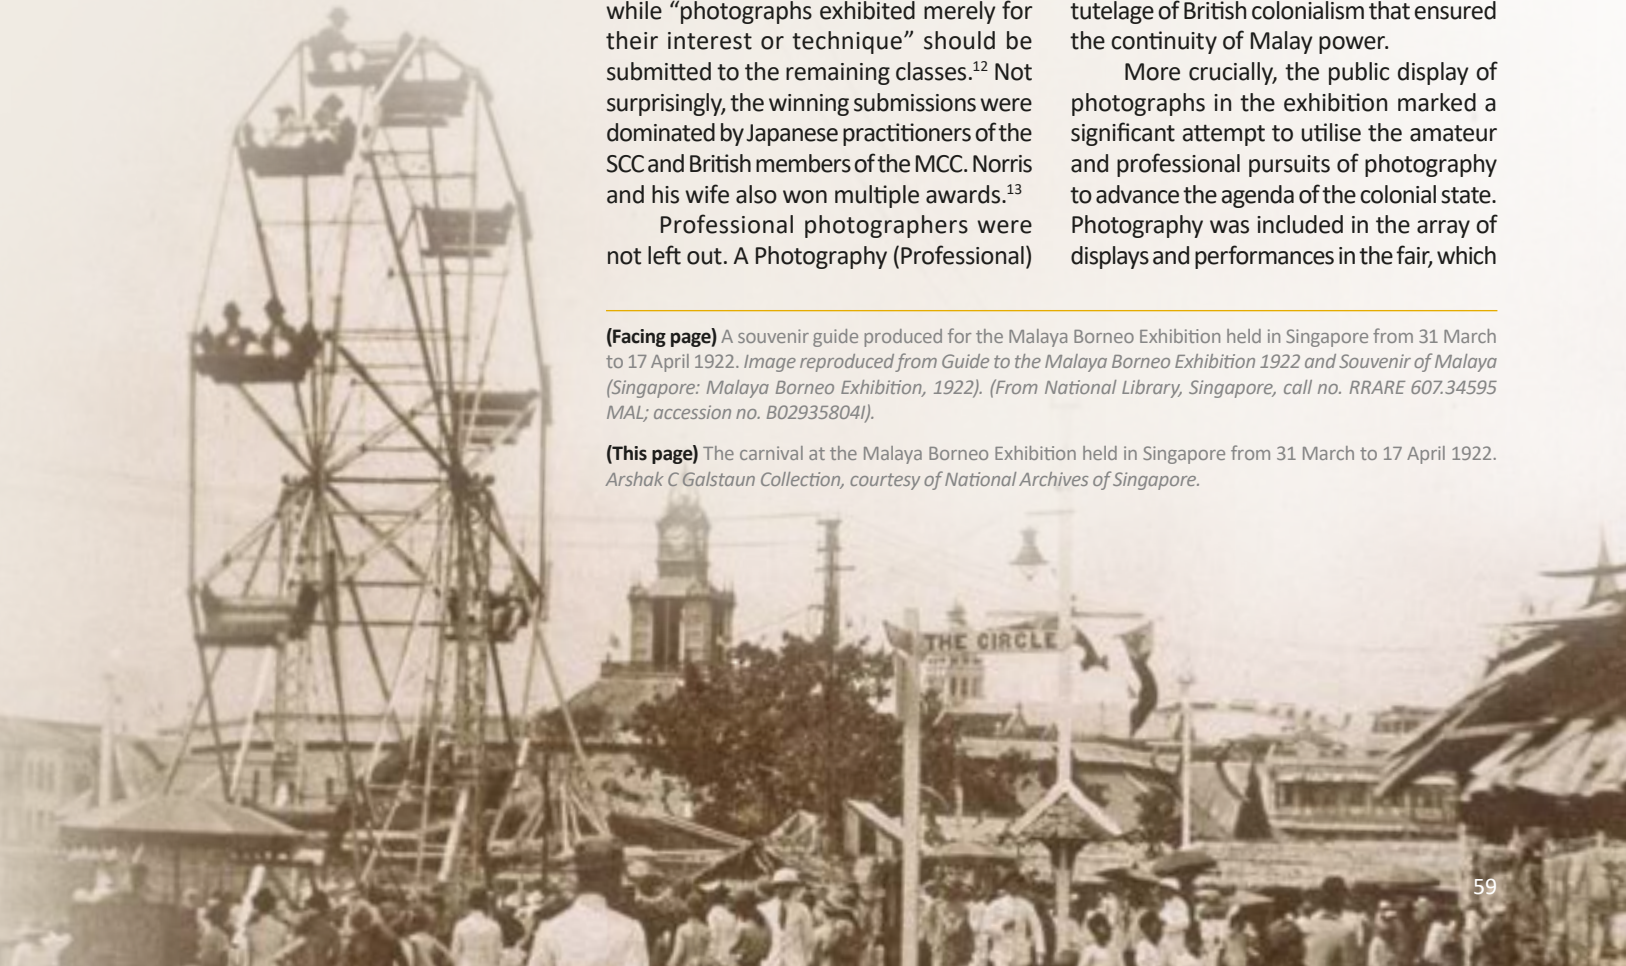 while “photographs exhibited merely for
their interest or technique” should be
submitted to the remaining classes.12 Not
surprisingly, the winning submissions were
dominated by Japanese practitioners of the
SCC and British members of the MCC. Norris
and his wife also won multiple awards.13
Professional photographers were
not left out. A Photography (Professional)
tutelage of British colonialism that ensured
the continuity of Malay power.
More crucially, the public display of
photographs in the exhibition marked a
significant attempt to utilise the amateur
and professional pursuits of photography
to advance the agenda of the colonial state.
Photography was included in the array of
displays and performances in the fair, which
(Facing page) A souvenir guide produced for the Malaya Borneo Exhibition held in Singapore from 31 March
to 17 April 1922. Image reproduced from Guide to the Malaya Borneo Exhibition 1922 and Souvenir of Malaya
(Singapore: Malaya Borneo Exhibition, 1922). (From National Library, Singapore, call no. RRARE 607.34595
MAL; accession no. B02935804I).
(This page) The carnival at the Malaya Borneo Exhibition held in Singapore from 31 March to 17 April 1922.
Arshak C Galstaun Collection, courtesy of National Archives of Singapore.
THE CIRCLE
59